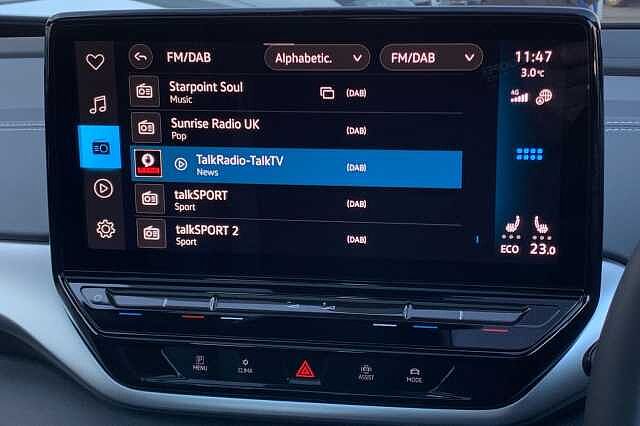 FM/DAB
Alphabetic.
FM/DAB
11:47
3.0°C
4G
Starpoint Soul
Music
(DAB)
Sunrise Radio UK
Pop
(DAB)
TalkRadio-TalkTV
News
(DAB)
talkSPORT
Sport
(DAB)
talkSPORT 2
Sport
(DAB)
ECO
23.0
MENU
CLIMA
ASSIST
MODE